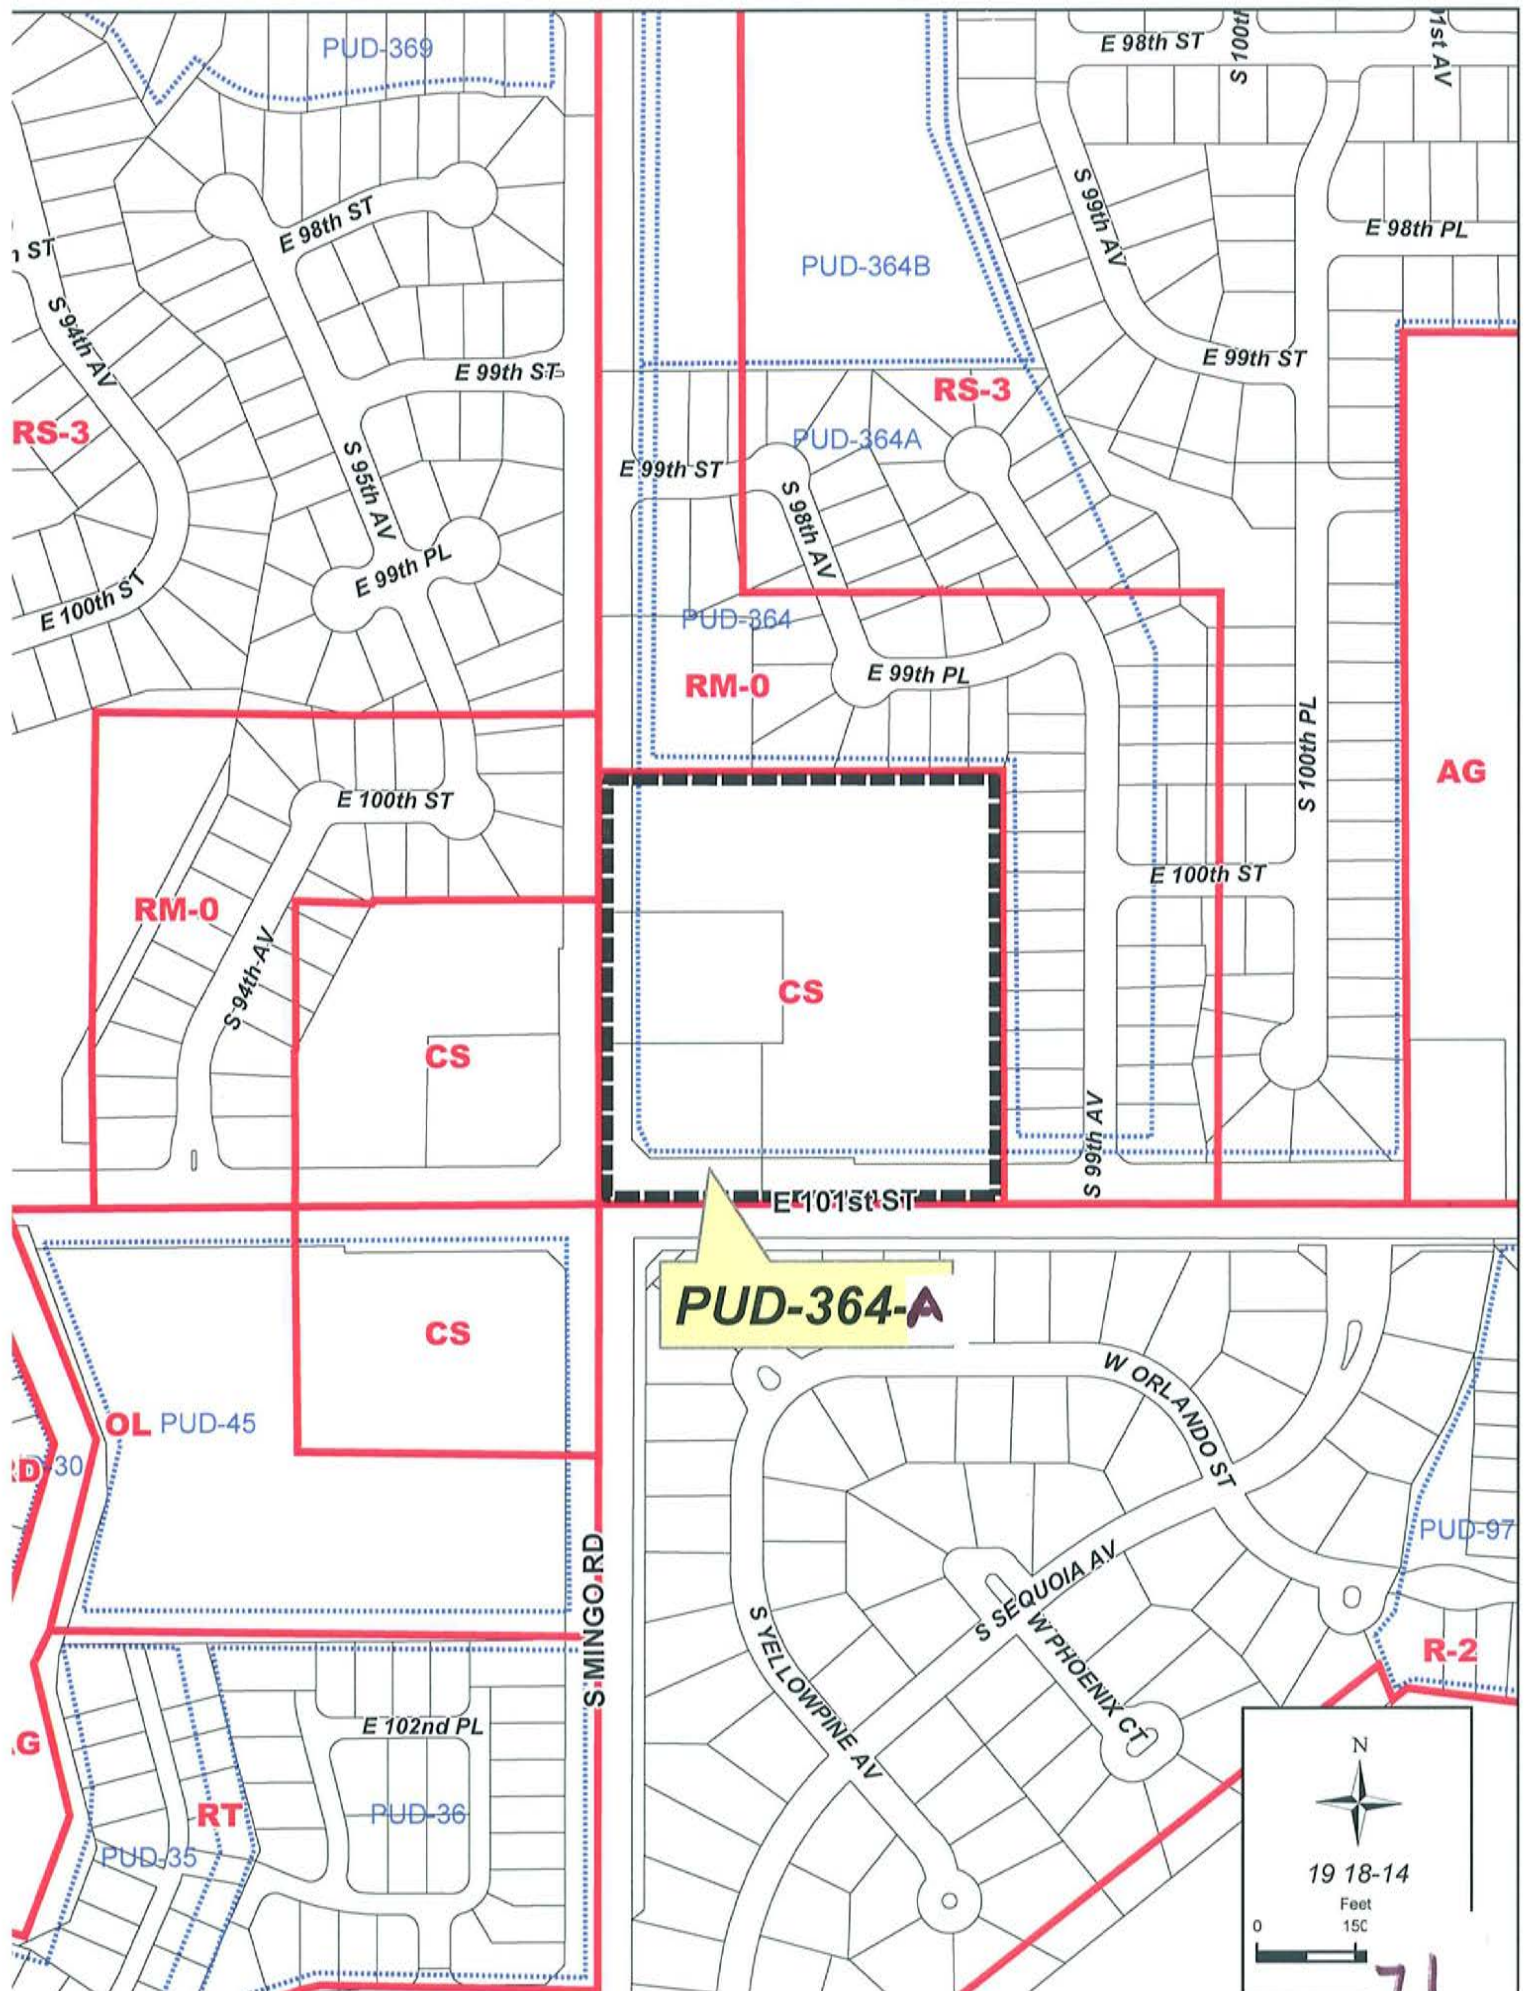 E 98th ST
S 100th
1st AV
PUD-369
S 99th AV
E 98th ST
E 98th PL
ST
PUD-364B
S 94th AV
E 99th ST
E 99th ST
RS-3
RS-3
PUD-364A
E 99th ST
S 95th AV
S 98th AV
E 99th PL
E 100th ST
PUD-364
E 99th PL
RM-0
S 100th PL
AG
E 100th ST
E 100th ST
RM-0
S 94th AV
CS
CS
S 99th AV
E 101st ST
PUD-364-A
CS
W ORLANDO ST
OL PUD-45
30
PUD-97
S MINGO RD
S SEQUOIA AV
S YELLOWPINE AV
W PHOENIX CT
R-2
E 102nd PL
G
RT
PUD-36
PUD-35
N
19 18-14
Feet
0 150
71